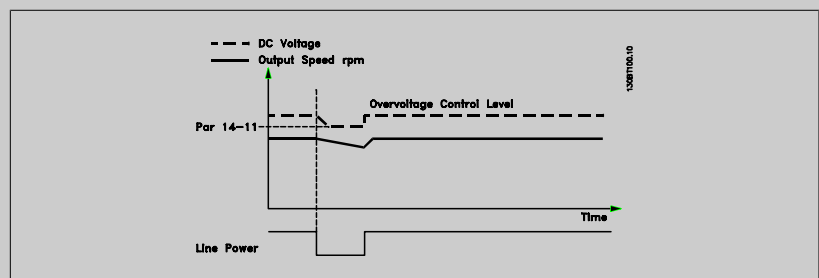 DC Voltage
Output Speed rpm
130BT100.10
Overvoltage Control Level
Par 14-11
Time
Line Power